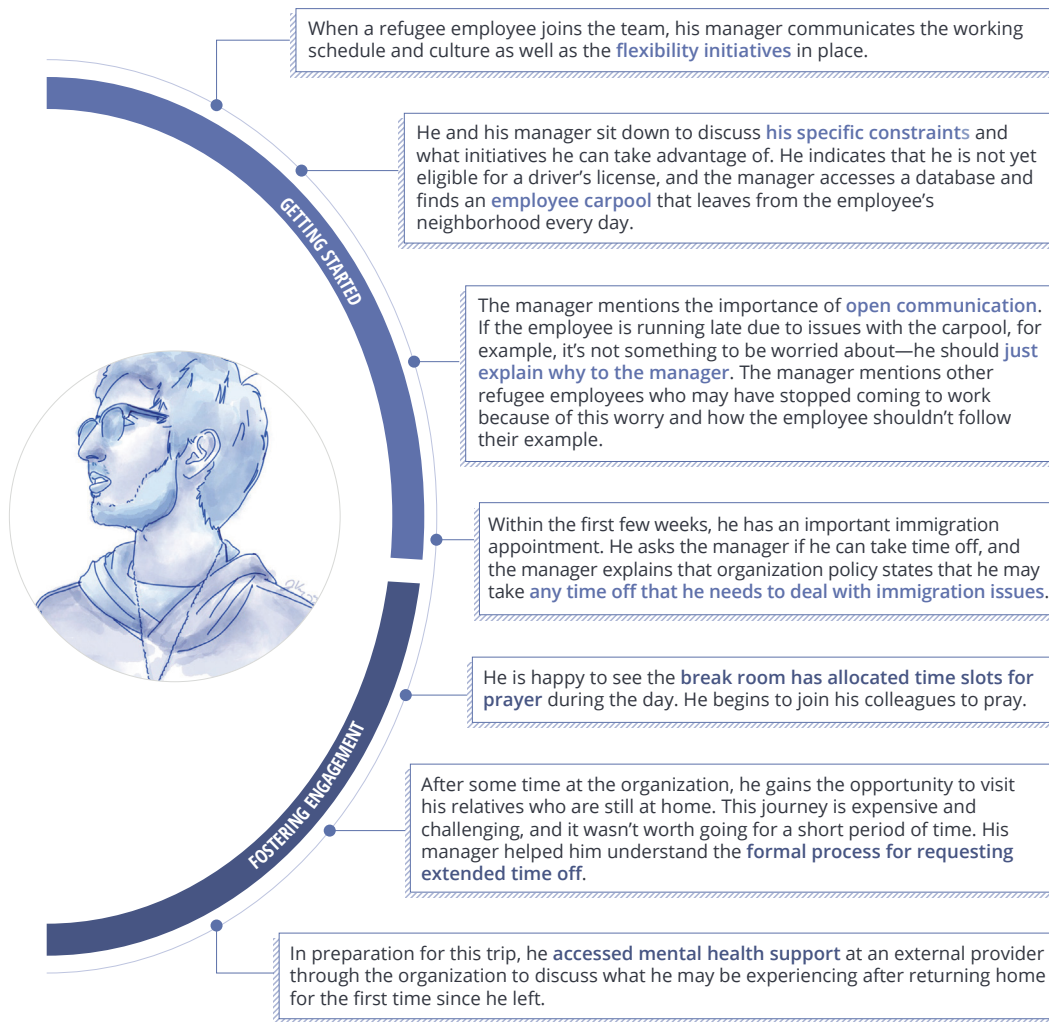 When a refugee employee joins the team, his manager communicates the working
schedule and culture as well as the flexibility initiatives in place.
He and his manager sit down to discuss his specific constraints and
what initiatives he can take advantage of. He indicates that he is not yet
eligible for a driver’s license, and the manager accesses a database and
finds an employee carpool that leaves from the employee’s
neighborhood every day.
GETTING STARTED
The manager mentions the importance of open communication.
If the employee is running late due to issues with the carpool, for
example, it’s not something to be worried about—he should just
explain why to the manager. The manager mentions other
refugee employees who may have stopped coming to work
because of this worry and how the employee shouldn’t follow
their example.
Within the first few weeks, he has an important immigration
appointment. He asks the manager if he can take time off, and
the manager explains that organization policy states that he may
take any time off that he needs to deal with immigration issues.
He is happy to see the break room has allocated time slots for
prayer during the day. He begins to join his colleagues to pray.
FOSTERING ENGAGEMENT
After some time at the organization, he gains the opportunity to visit
his relatives who are still at home. This journey is expensive and
challenging, and it wasn’t worth going for a short period of time. His
manager helped him understand the formal process for requesting
extended time off.
In preparation for this trip, he accessed mental health support at an external provider
through the organization to discuss what he may be experiencing after returning home
for the first time since he left.